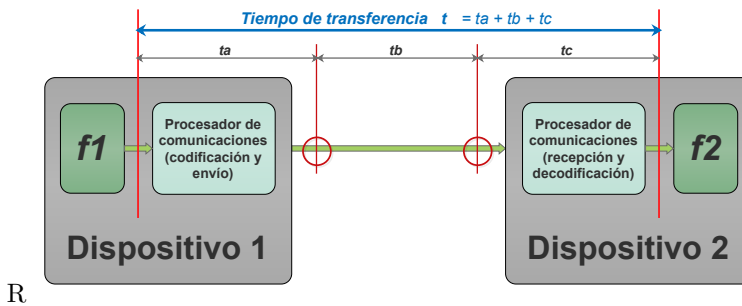 Tiempo de transferencia t = ta + tb + tc
ta tb tc
f1
Procesador de
comunicaciones
(codificación y
envío)
Procesador de
comunicaciones
(recepción y
decodificación)
f2
Dispositivo 1
Dispositivo 2
R